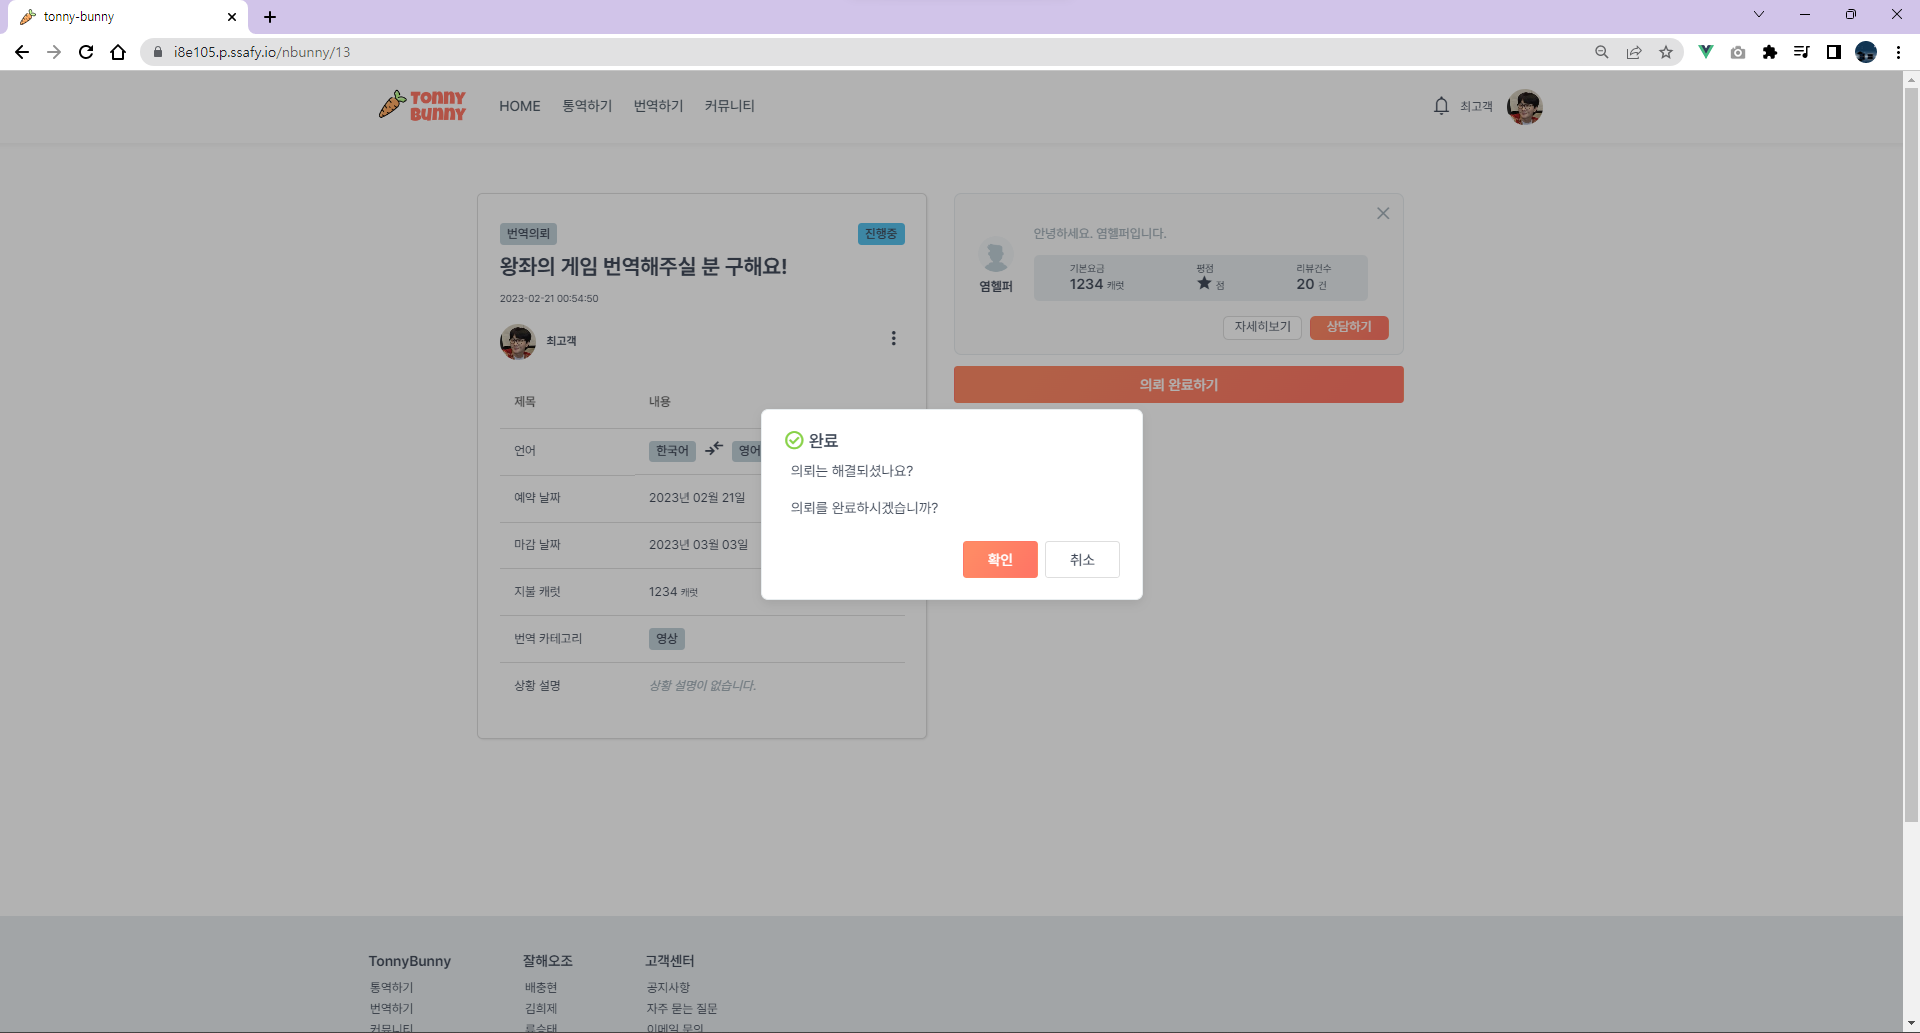 tonny-bunny
i8e105.p.ssafy.io/nbunny/13
TONNY
BUNNY
HOME 통역하기 번역하기 커뮤니티
최고객
번역의뢰 진행중
왕좌의 게임 번역해주실 분 구해요!
2023-02-21 00:54:50
최고객
제목 내용
언어 한국어 영어
예약 날짜 2023년 02월 21일
마감 날짜 2023년 03월 03일
지불 캐럿 1234 캐럿
번역 카테고리 영상
상황 설명 상황 설명이 없습니다.
안녕하세요. 염헬퍼입니다.
염헬퍼
기본요금 평점 리뷰건수
1234 캐럿 ★ 점 20 건
자세히보기 상담하기
의뢰 완료하기
완료
의뢰는 해결되셨나요?
의뢰를 완료하시겠습니까?
확인 취소
TonnyBunny 잘해오조 고객센터
통역하기 배충현 공지사항
번역하기 김희제 자주 묻는 질문
커뮤니티 류승태 이메일 문의